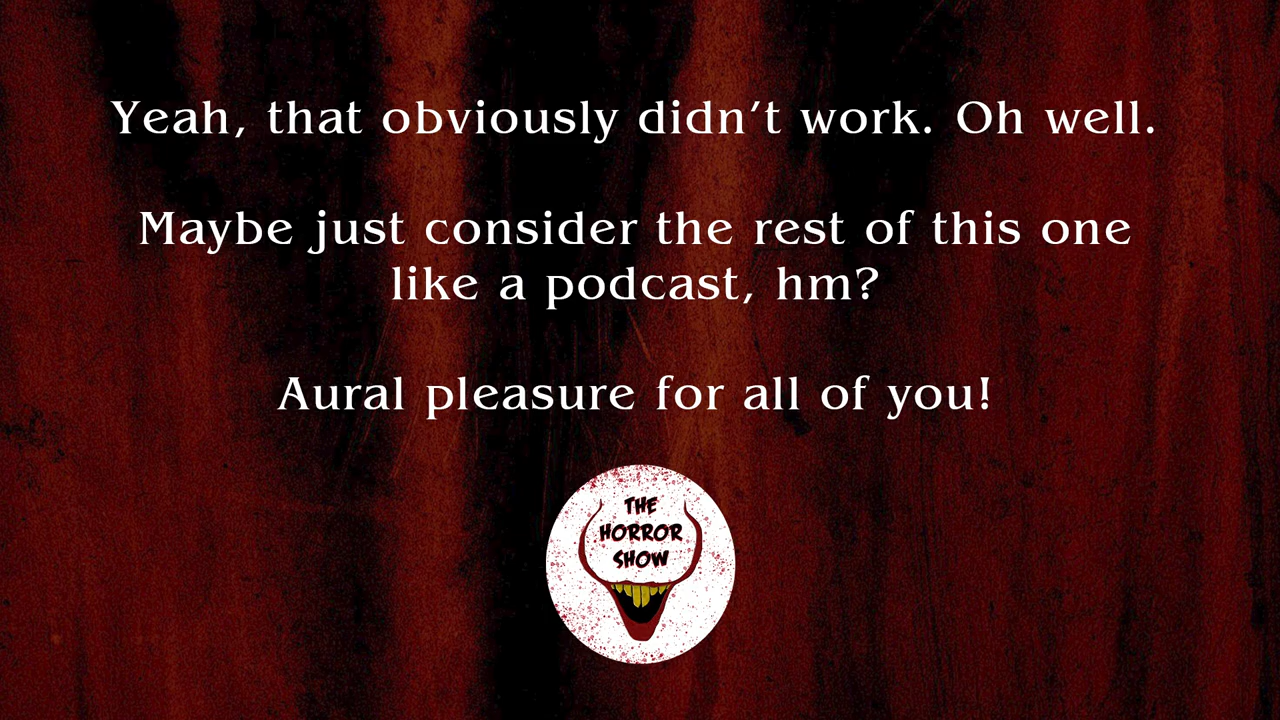 Yeah, that obviously didn’t work. Oh well.
Maybe just consider the rest of this one
like a podcast, hm?
Aural pleasure for all of you!
THE
HORROR
SHOW